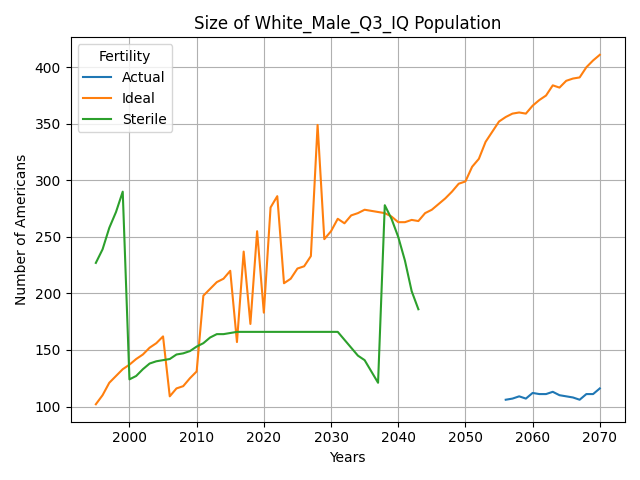 Size of White_Male_Q3_IQ Population
Fertility
Actual
Ideal
Sterile
Number of Americans
400
350
300
250
200
150
100
2000 2010 2020 2030 2040 2050 2060 2070
Years